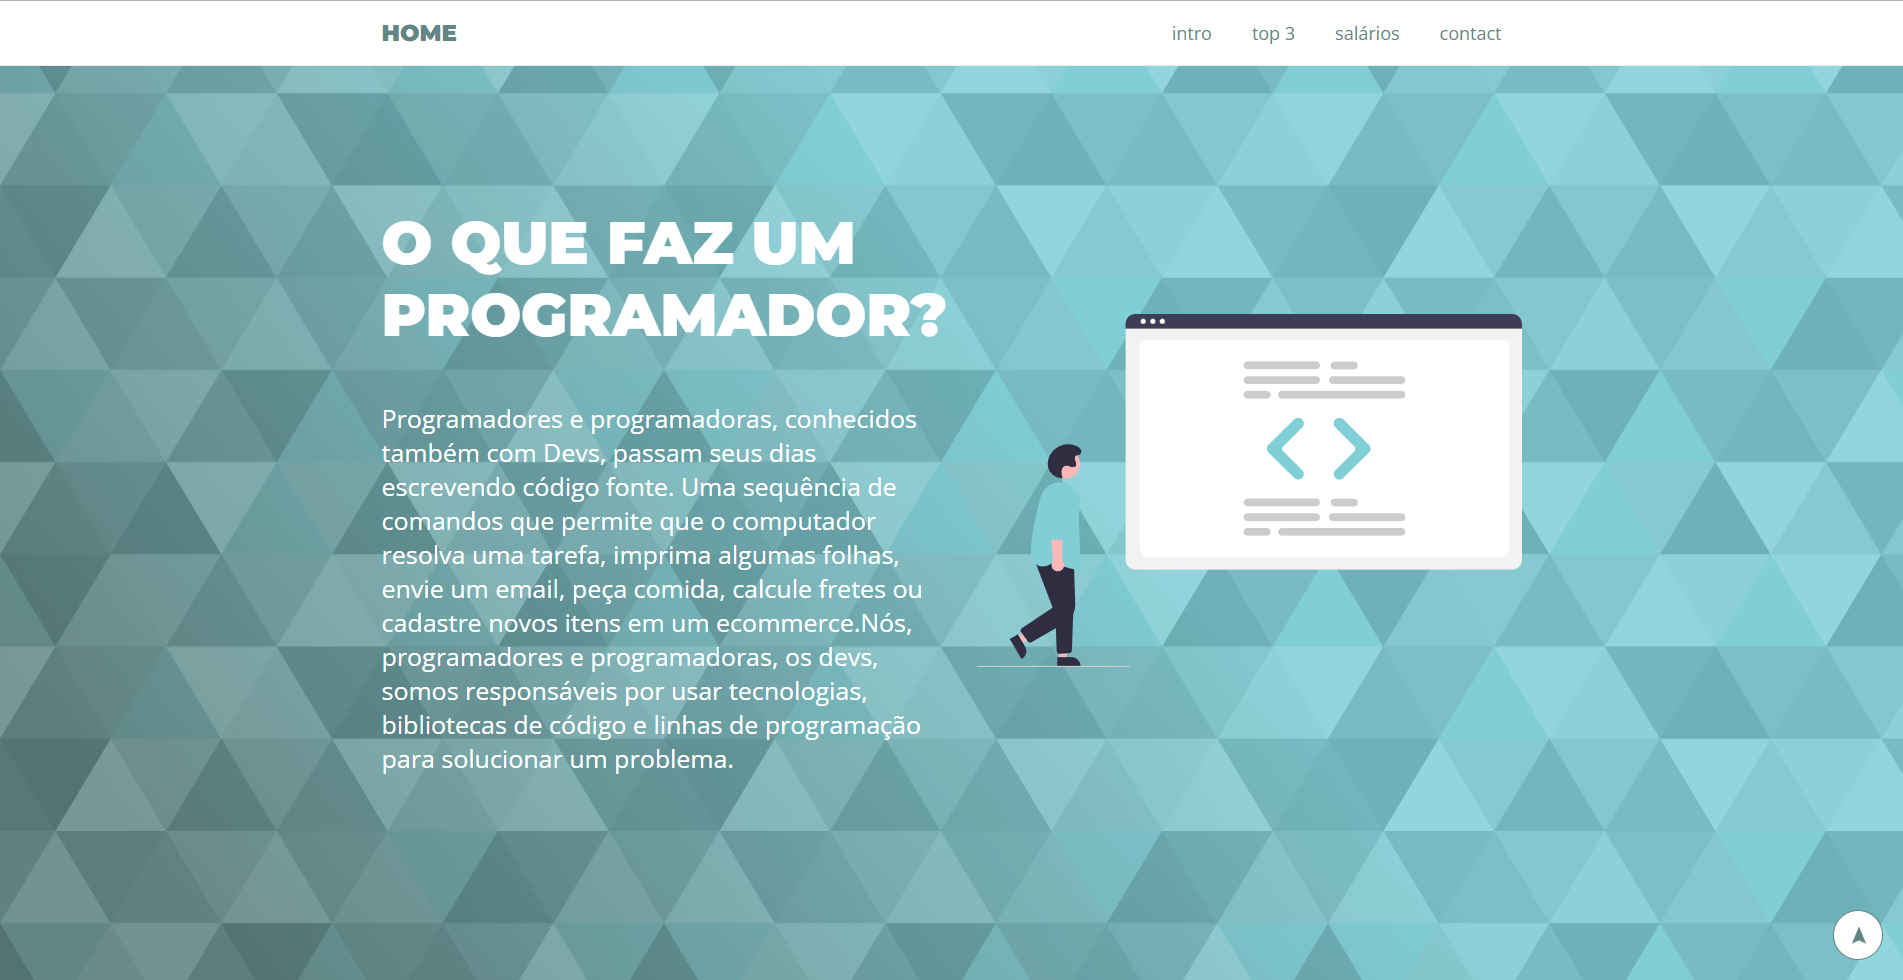 HOME
intro
top 3
salários
contact
O QUE FAZ UM
PROGRAMADOR?
Programadores e programadoras, conhecidos
também com Devs, passam seus dias
escrevendo código fonte. Uma sequência de
comandos que permite que o computador
resolva uma tarefa, imprima algumas folhas,
envie um email, peça comida, calcule fretes ou
cadastre novos itens em um ecommerce.Nós,
programadores e programadoras, os devs,
somos responsáveis por usar tecnologias,
bibliotecas de código e linhas de programação
para solucionar um problema.